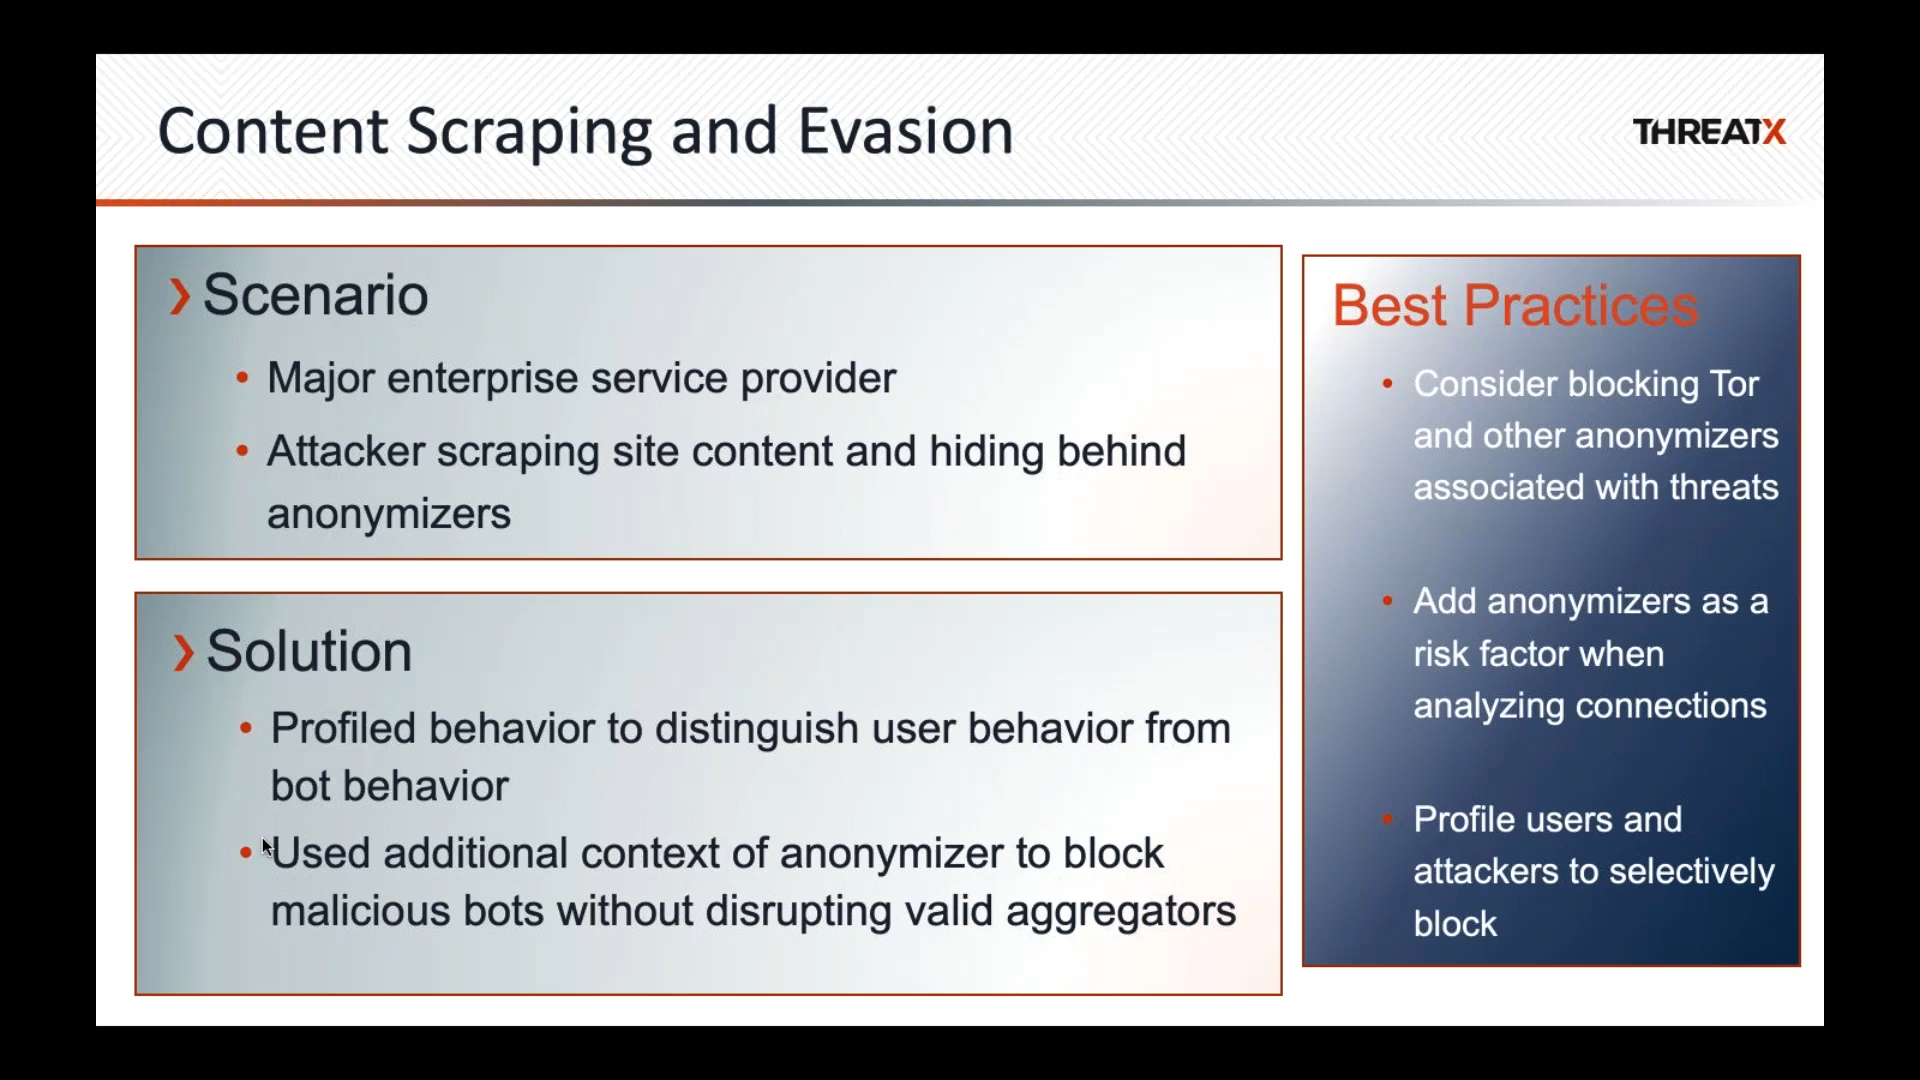 Content Scraping and Evasion
THREATX
Scenario
• Major enterprise service provider
• Attacker scraping site content and hiding behind
anonymizers
Solution
• Profiled behavior to distinguish user behavior from
bot behavior
• Used additional context of anonymizer to block
malicious bots without disrupting valid aggregators
Best Practices
• Consider blocking Tor
and other anonymizers
associated with threats
• Add anonymizers as a
risk factor when
analyzing connections
• Profile users and
attackers to selectively
block